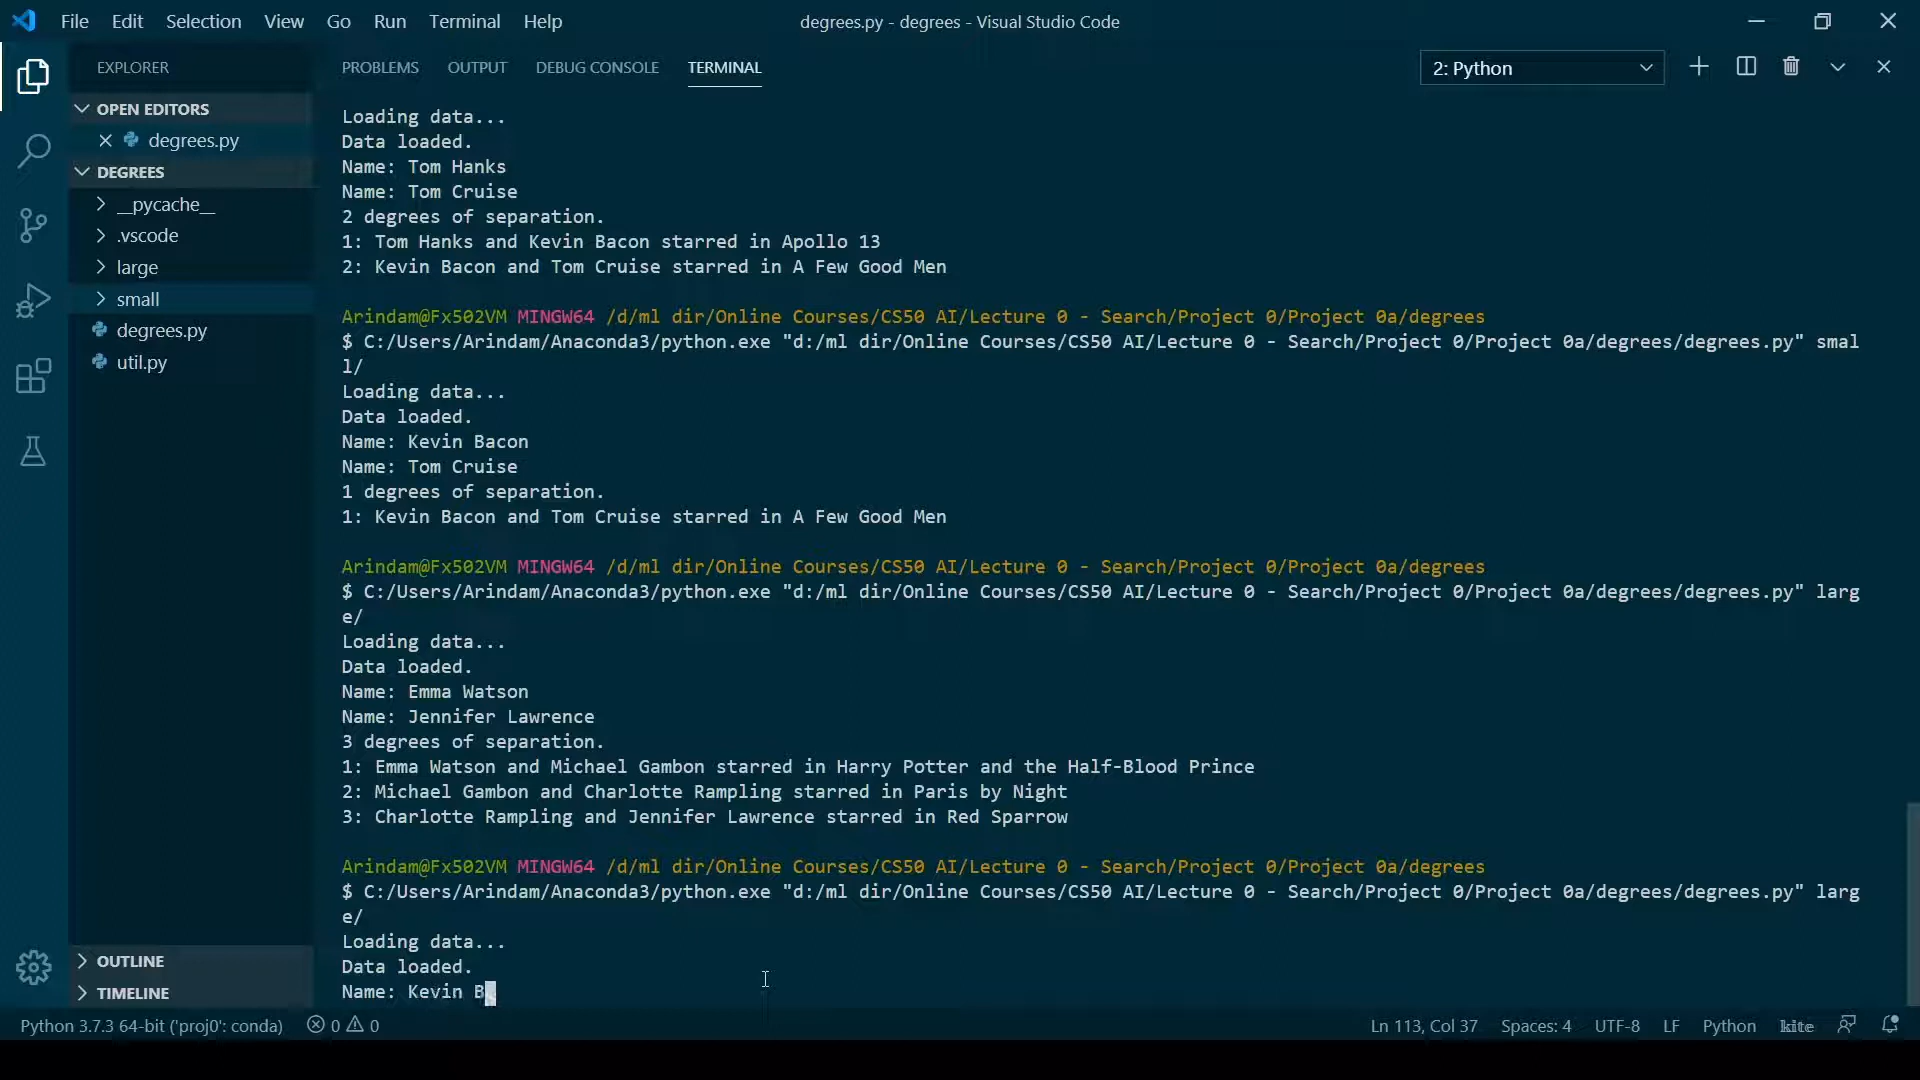 File Edit Selection View Go Run Terminal Help degrees.py - degrees - Visual Studio Code
EXPLORER PROBLEMS OUTPUT DEBUG CONSOLE TERMINAL 2: Python
OPEN EDITORS
degrees.py
DEGREES
__pycache__
.vscode
large
small
degrees.py
util.py
OUTLINE
TIMELINE
Loading data...
Data loaded.
Name: Tom Hanks
Name: Tom Cruise
2 degrees of separation.
1: Tom Hanks and Kevin Bacon starred in Apollo 13
2: Kevin Bacon and Tom Cruise starred in A Few Good Men
Arindam@Fx502VM MINGW64 /d/ml dir/Online Courses/CS50 AI/Lecture 0 - Search/Project 0/Project 0a/degrees
$ C:/Users/Arindam/Anaconda3/python.exe "d:/ml dir/Online Courses/CS50 AI/Lecture 0 - Search/Project 0/Project 0a/degrees/degrees.py" smal
l/
Loading data...
Data loaded.
Name: Kevin Bacon
Name: Tom Cruise
1 degrees of separation.
1: Kevin Bacon and Tom Cruise starred in A Few Good Men
Arindam@Fx502VM MINGW64 /d/ml dir/Online Courses/CS50 AI/Lecture 0 - Search/Project 0/Project 0a/degrees
$ C:/Users/Arindam/Anaconda3/python.exe "d:/ml dir/Online Courses/CS50 AI/Lecture 0 - Search/Project 0/Project 0a/degrees/degrees.py" larg
e/
Loading data...
Data loaded.
Name: Emma Watson
Name: Jennifer Lawrence
3 degrees of separation.
1: Emma Watson and Michael Gambon starred in Harry Potter and the Half-Blood Prince
2: Michael Gambon and Charlotte Rampling starred in Paris by Night
3: Charlotte Rampling and Jennifer Lawrence starred in Red Sparrow
Arindam@Fx502VM MINGW64 /d/ml dir/Online Courses/CS50 AI/Lecture 0 - Search/Project 0/Project 0a/degrees
$ C:/Users/Arindam/Anaconda3/python.exe "d:/ml dir/Online Courses/CS50 AI/Lecture 0 - Search/Project 0/Project 0a/degrees/degrees.py" larg
e/
Loading data...
Data loaded.
Name: Kevin B
Python 3.7.3 64-bit ('proj0': conda) 0 0 Ln 113, Col 37 Spaces: 4 UTF-8 LF Python kite